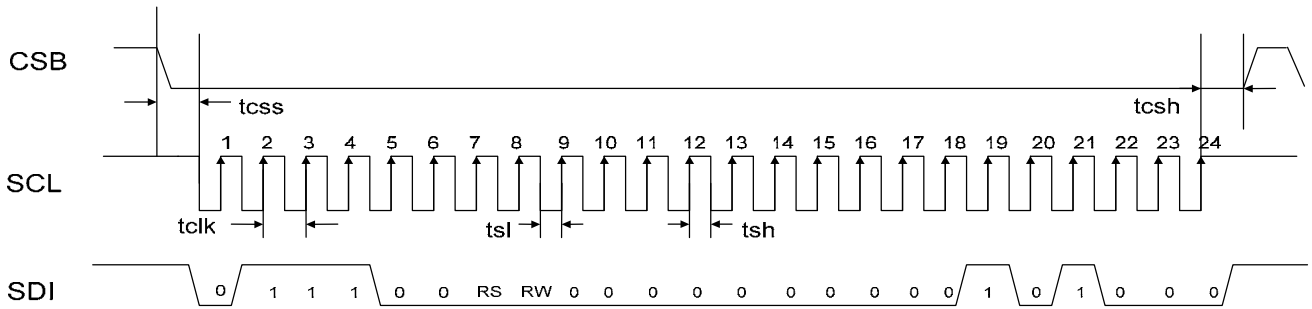 CSB
tcss
tcsh
1 2 3 4 5 6 7 8 9 10 11 12 13 14 15 16 17 18 19 20 21 22 23 24
SCL
tclk
tsl
tsh
SDI
0 1 1 1 0 0 RS RW 0 0 0 0 0 0 0 0 0 0 1 0 1 0 0 0